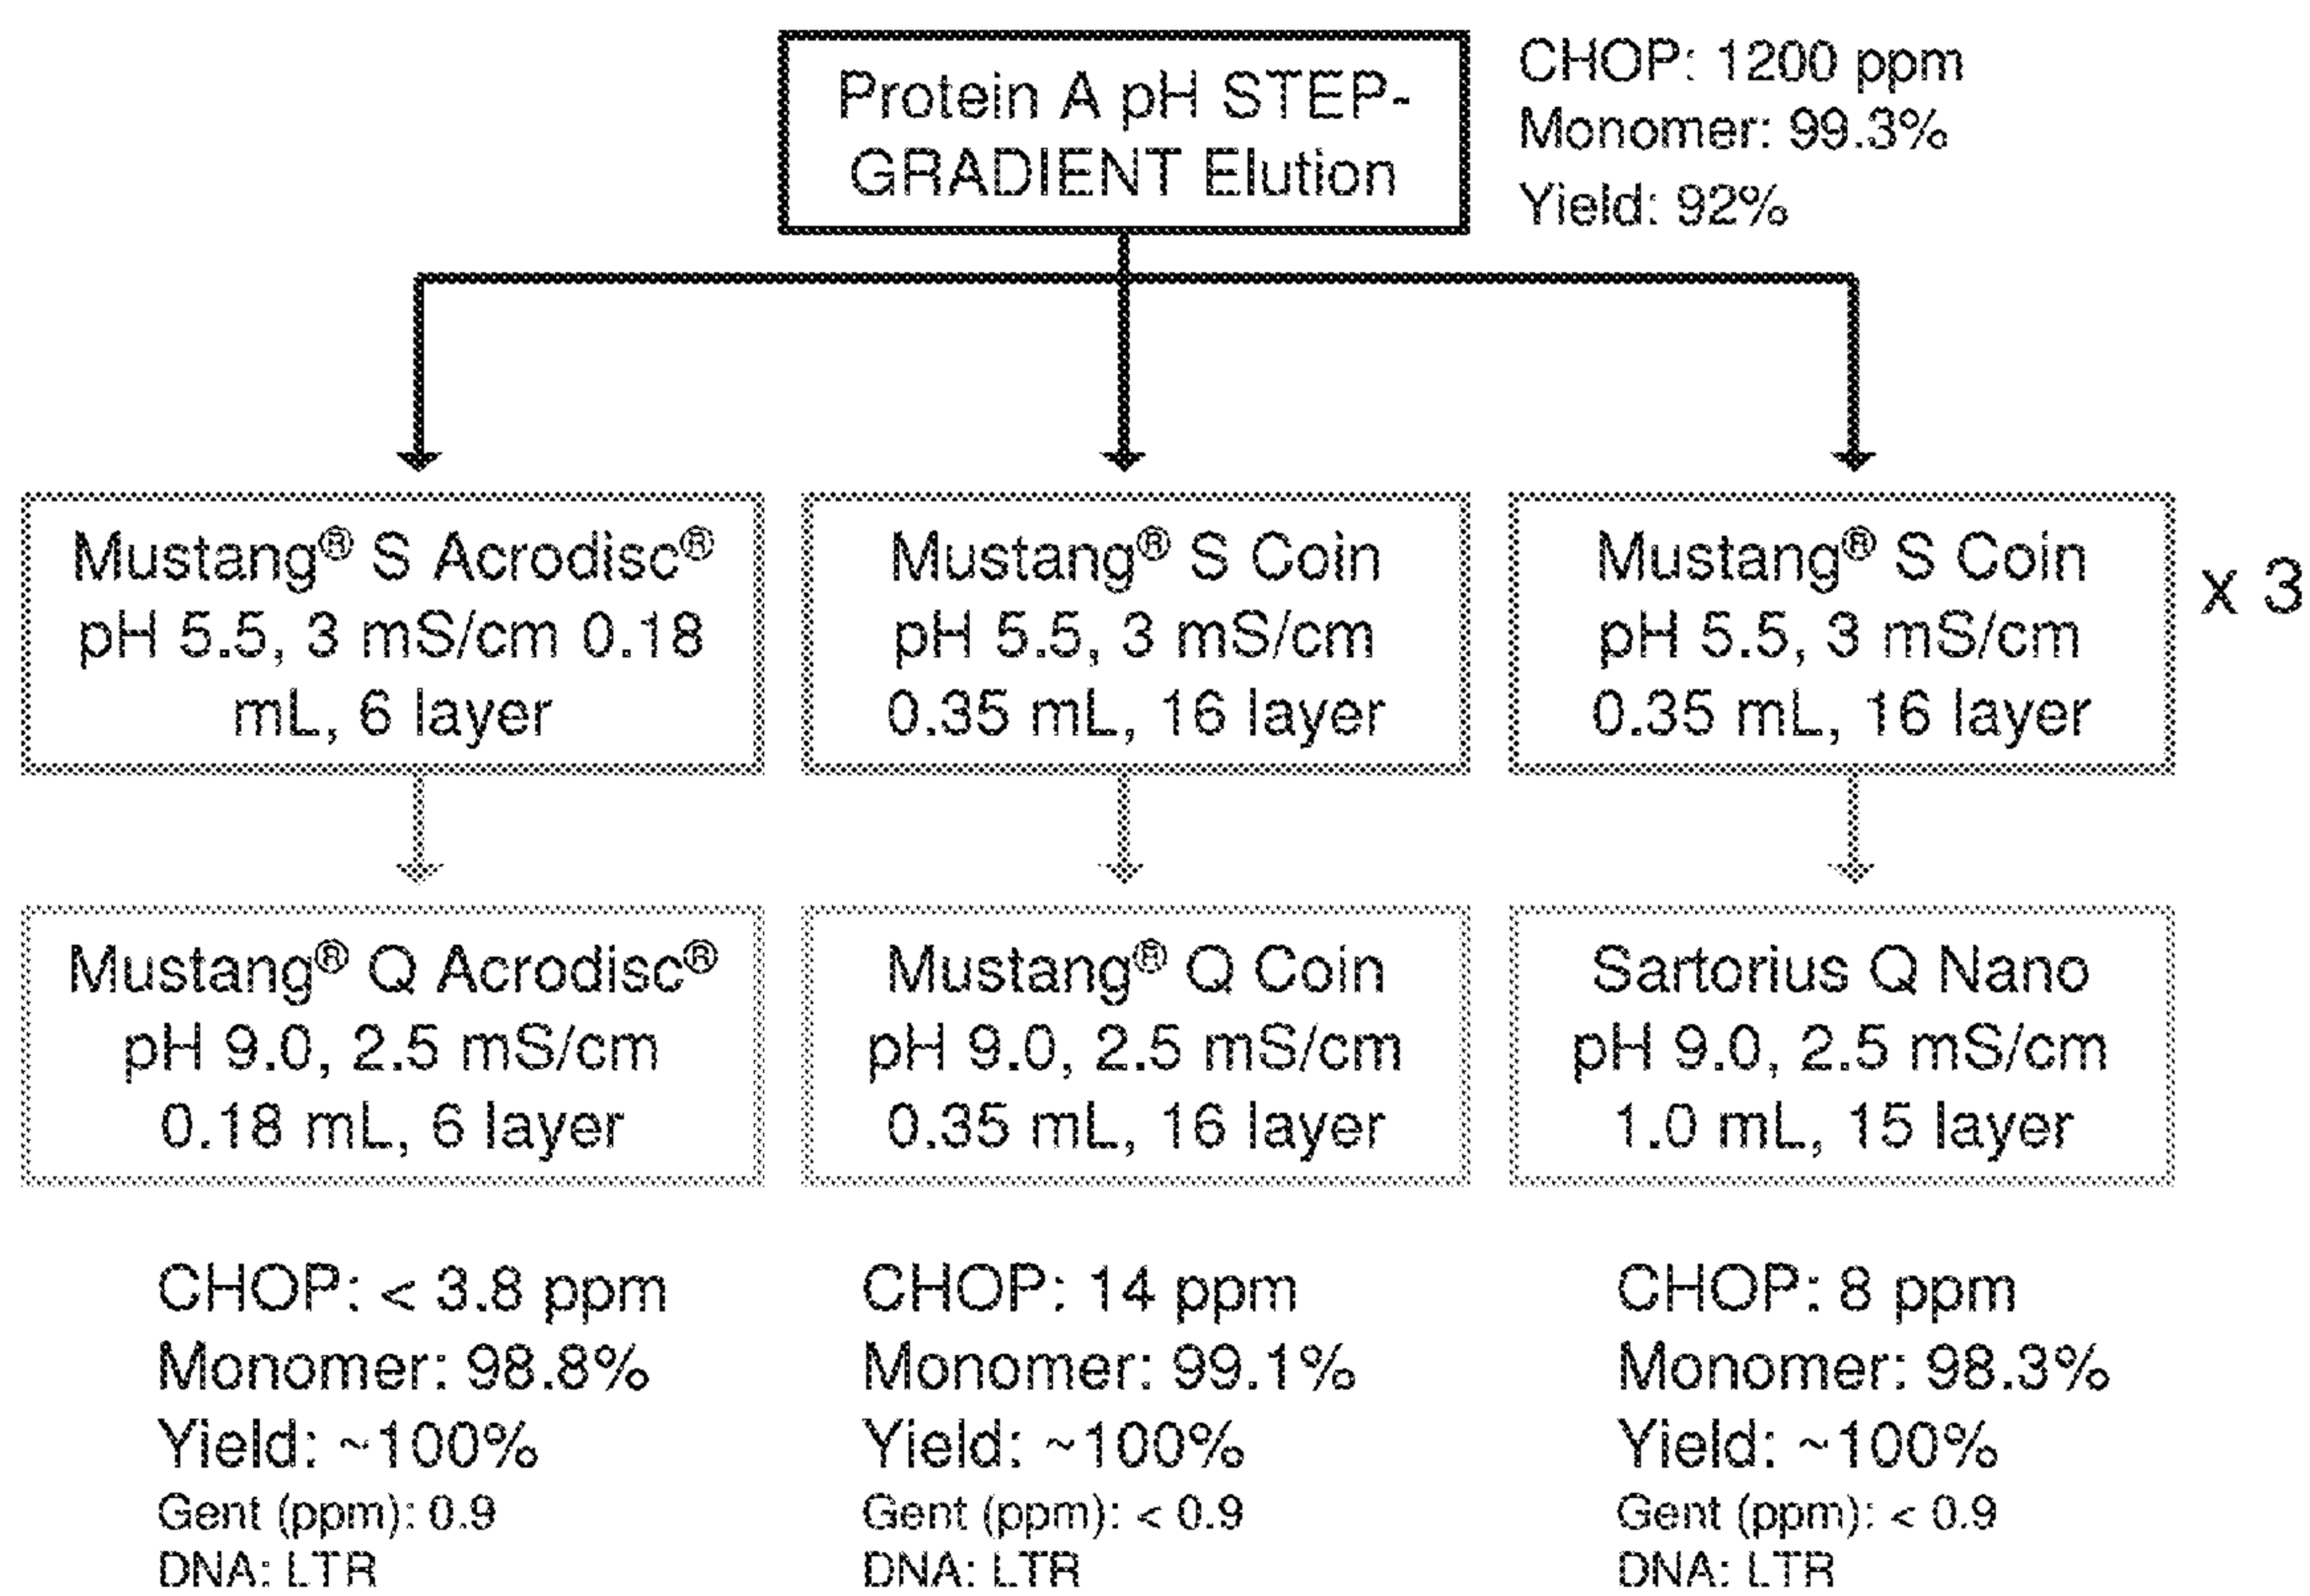 Protein A pH STEP-
GRADIENT Elution
CHOP: 1200 ppm
Monomer: 99.3%
Yield: 92%
Mustang® S Acrodisc®
pH 5.5, 3 mS/cm 0.18
mL, 6 layer
Mustang® S Coin
pH 5.5, 3 mS/cm
0.35 mL, 16 layer
Mustang® S Coin
pH 5.5, 3 mS/cm
0.35 mL, 16 layer
x 3
Mustang® Q Acrodisc®
pH 9.0, 2.5 mS/cm
0.18 mL, 6 layer
Mustang® Q Coin
pH 9.0, 2.5 mS/cm
0.35 mL, 16 layer
Sartorius Q Nano
pH 9.0, 2.5 mS/cm
1.0 mL, 15 layer
CHOP: < 3.8 ppm
Monomer: 98.8%
Yield: ~100%
Gent (ppm): 0.9
DNA: LTR
CHOP: 14 ppm
Monomer: 99.1%
Yield: ~100%
Gent (ppm): < 0.9
DNA: LTR
CHOP: 8 ppm
Monomer: 98.3%
Yield: ~100%
Gent (ppm): < 0.9
DNA: LTR